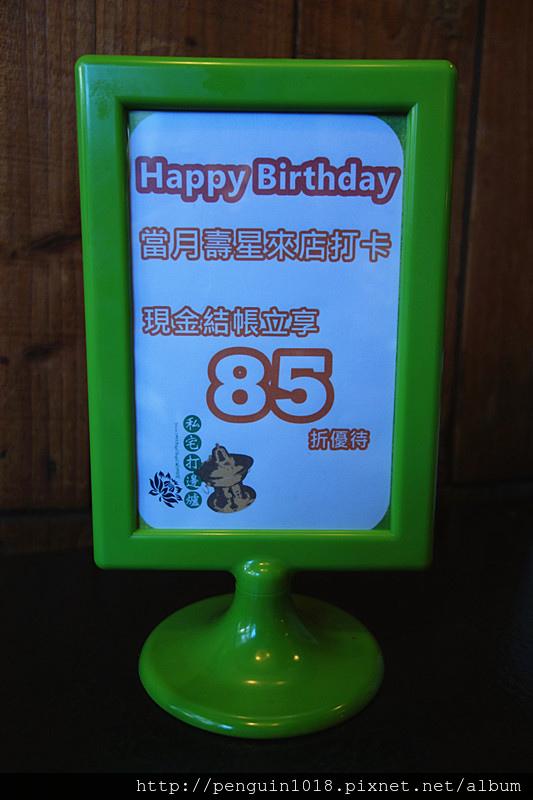 Happy Birthday
當月壽星來店打卡
現金結帳立享
85
折優待
私宅打邊爐
http://penguin1018.pixnet.net/album